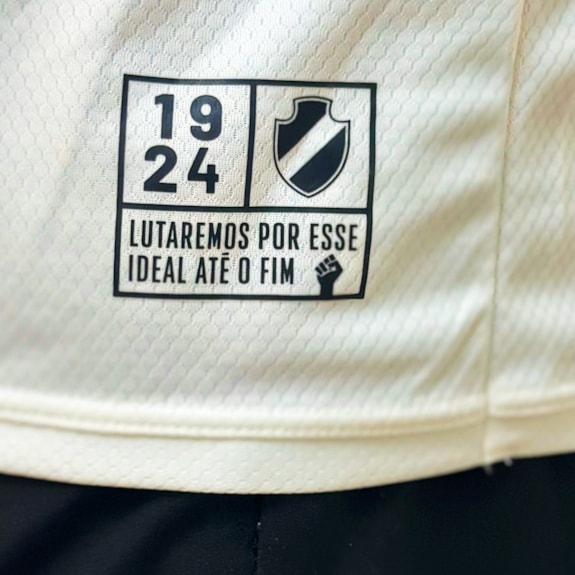 19
24
LUTAREMOS POR ESSE
IDEAL ATÉ O FIM